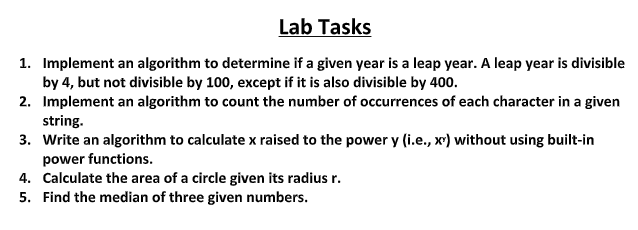 Lab Tasks
1. Implement an algorithm to determine if a given year is a leap year. A leap year is divisible
by 4, but not divisible by 100, except if it is also divisible by 400.
2. Implement an algorithm to count the number of occurrences of each character in a given
string.
3. Write an algorithm to calculate x raised to the power y (i.e., xʸ) without using built-in
power functions.
4. Calculate the area of a circle given its radius r.
5. Find the median of three given numbers.